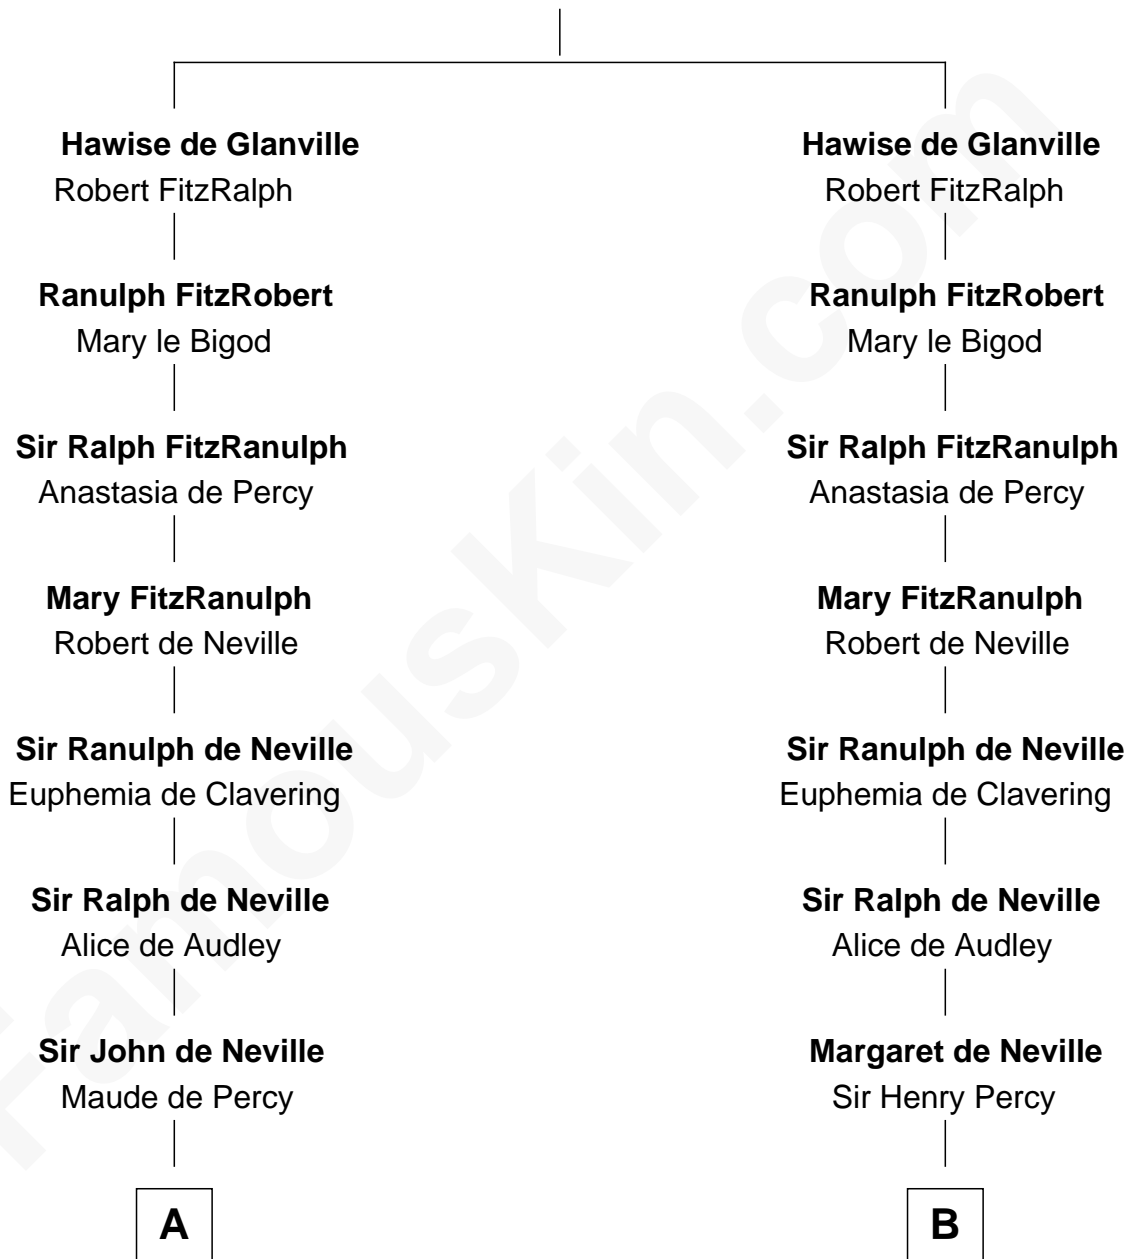 Hawise de Glanville
Robert FitzRalph
Ranulph FitzRobert
Mary le Bigod
Sir Ralph FitzRanulph
Anastasia de Percy
Mary FitzRanulph
Robert de Neville
Sir Ranulph de Neville
Euphemia de Clavering
Sir Ralph de Neville
Alice de Audley
Sir John de Neville
Maude de Percy
A
Hawise de Glanville
Robert FitzRalph
Ranulph FitzRobert
Mary le Bigod
Sir Ralph FitzRanulph
Anastasia de Percy
Mary FitzRanulph
Robert de Neville
Sir Ranulph de Neville
Euphemia de Clavering
Sir Ralph de Neville
Alice de Audley
Margaret de Neville
Sir Henry Percy
B
FamousKin.com